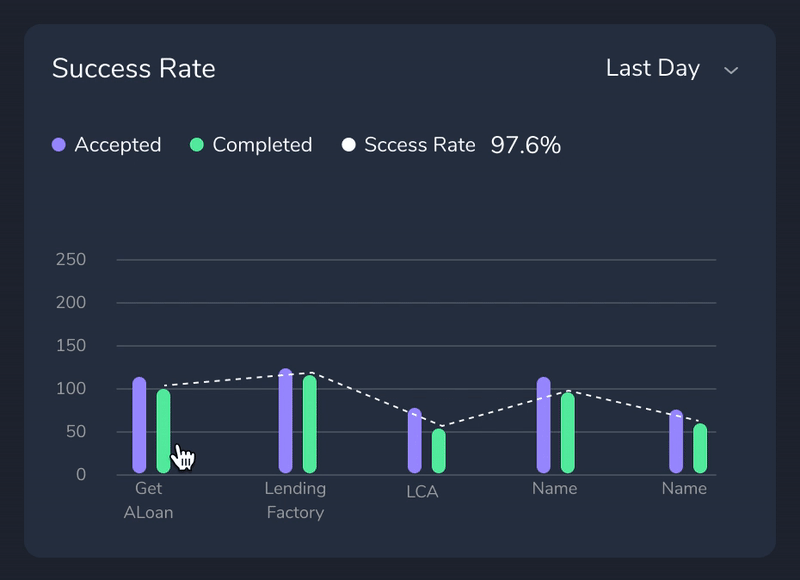 Success Rate
Last Day
Accepted
Completed
Sccess Rate 97.6%
250
200
150
100
50
0
Get
ALoan
Lending
Factory
LCA
Name
Name